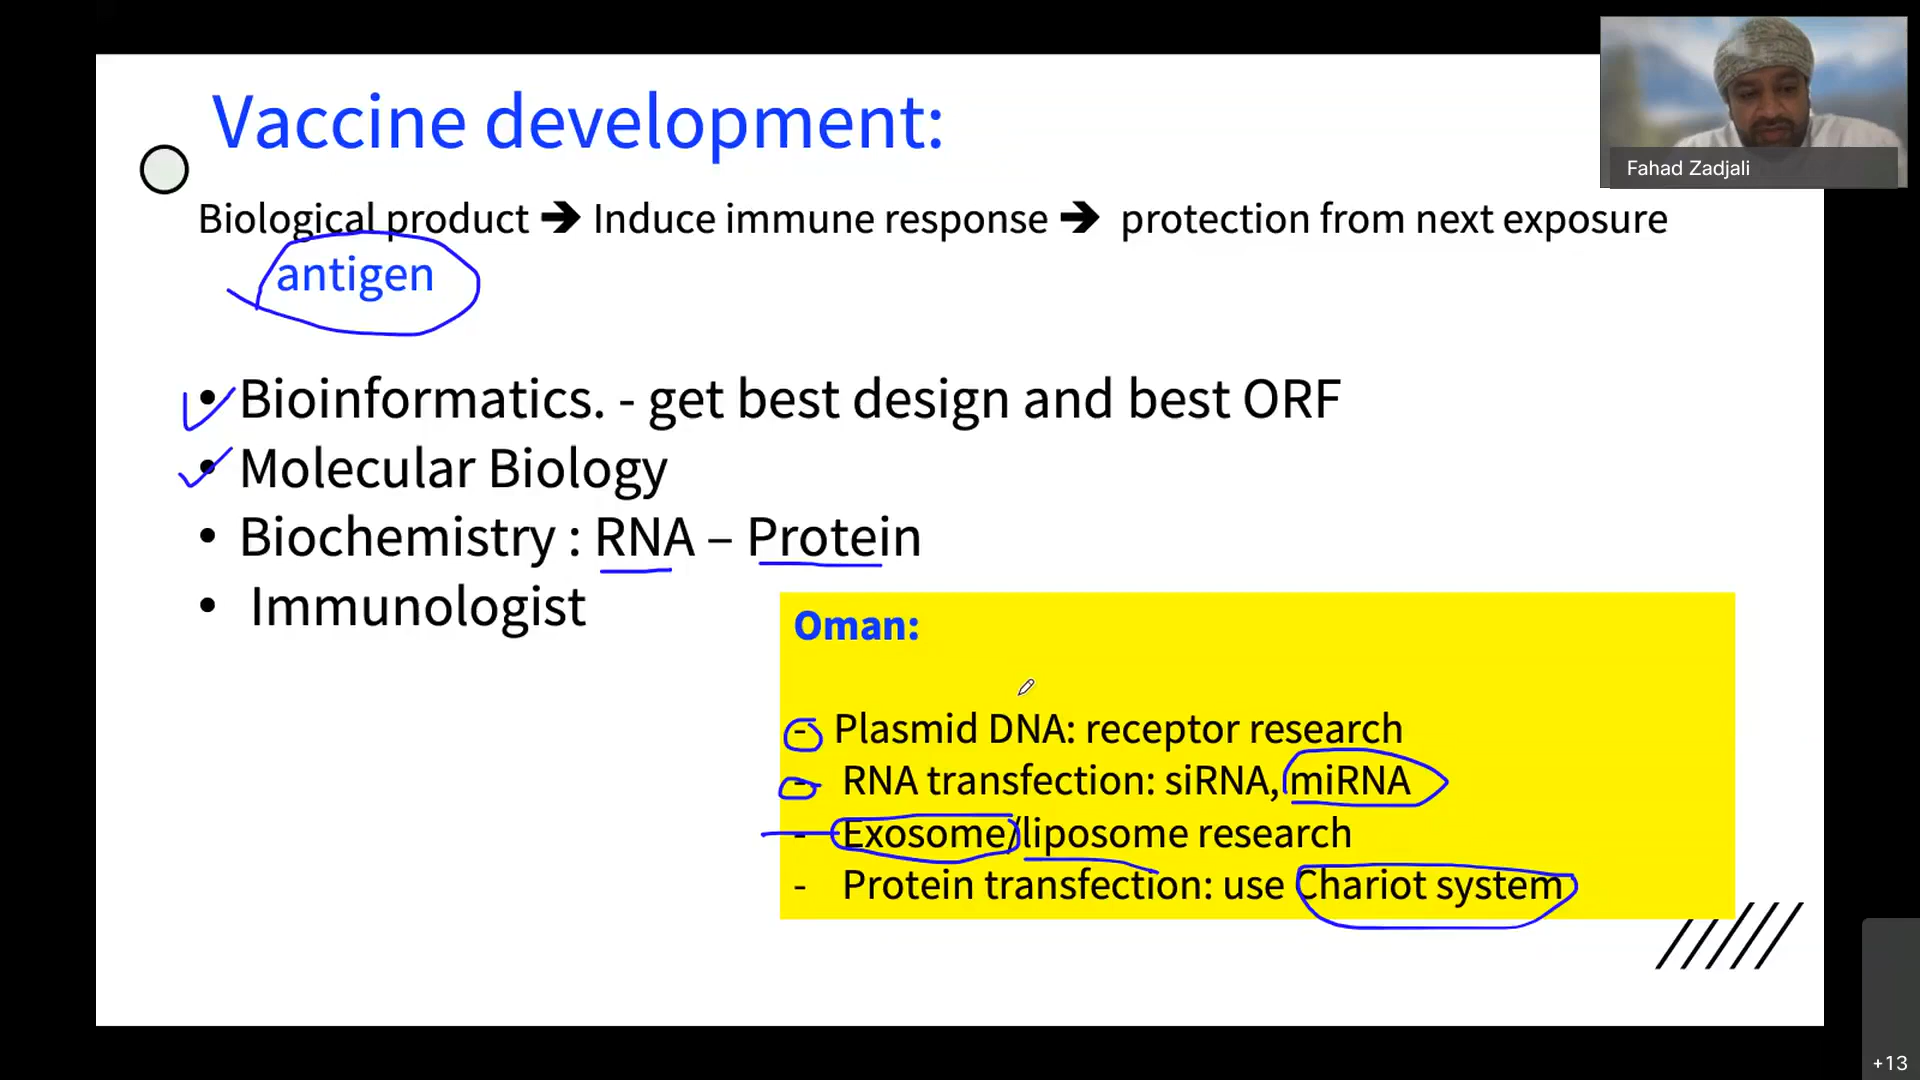 Vaccine development:
Fahad Zadjali
Biological product ➔ Induce immune response ➔ protection from next exposure
antigen
• Bioinformatics. - get best design and best ORF
• Molecular Biology
• Biochemistry : RNA – Protein
• Immunologist
Oman:
- Plasmid DNA: receptor research
- RNA transfection: siRNA, miRNA
- Exosome/liposome research
- Protein transfection: use Chariot system
+13